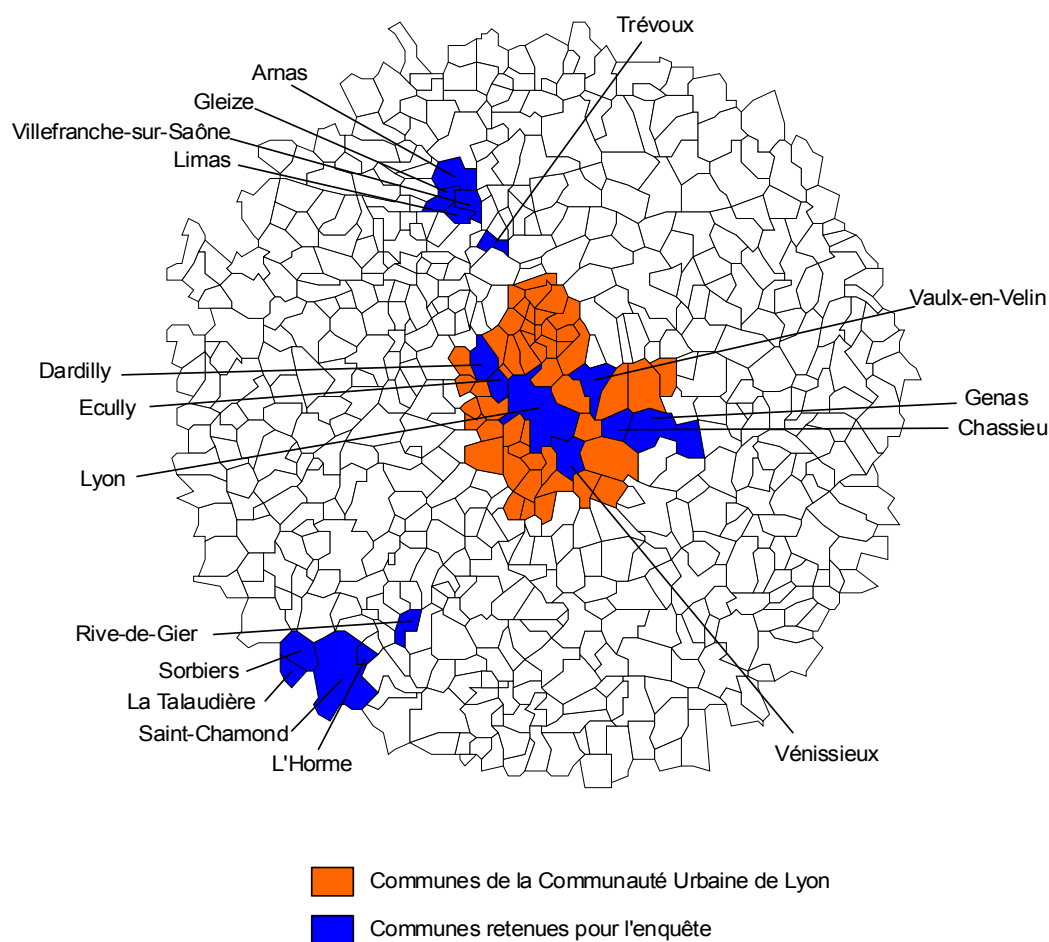 Trévoux
Arnas
Gleize
Villefranche-sur-Saône
Limas
Vaulx-en-Velin
Dardilly
Genas
Ecully
Chassieu
Lyon
Rive-de-Gier
Sorbiers
La Talaudière
Saint-Chamond
L'Horme
Vénissieux
Communes de la Communauté Urbaine de Lyon
Communes retenues pour l'enquête